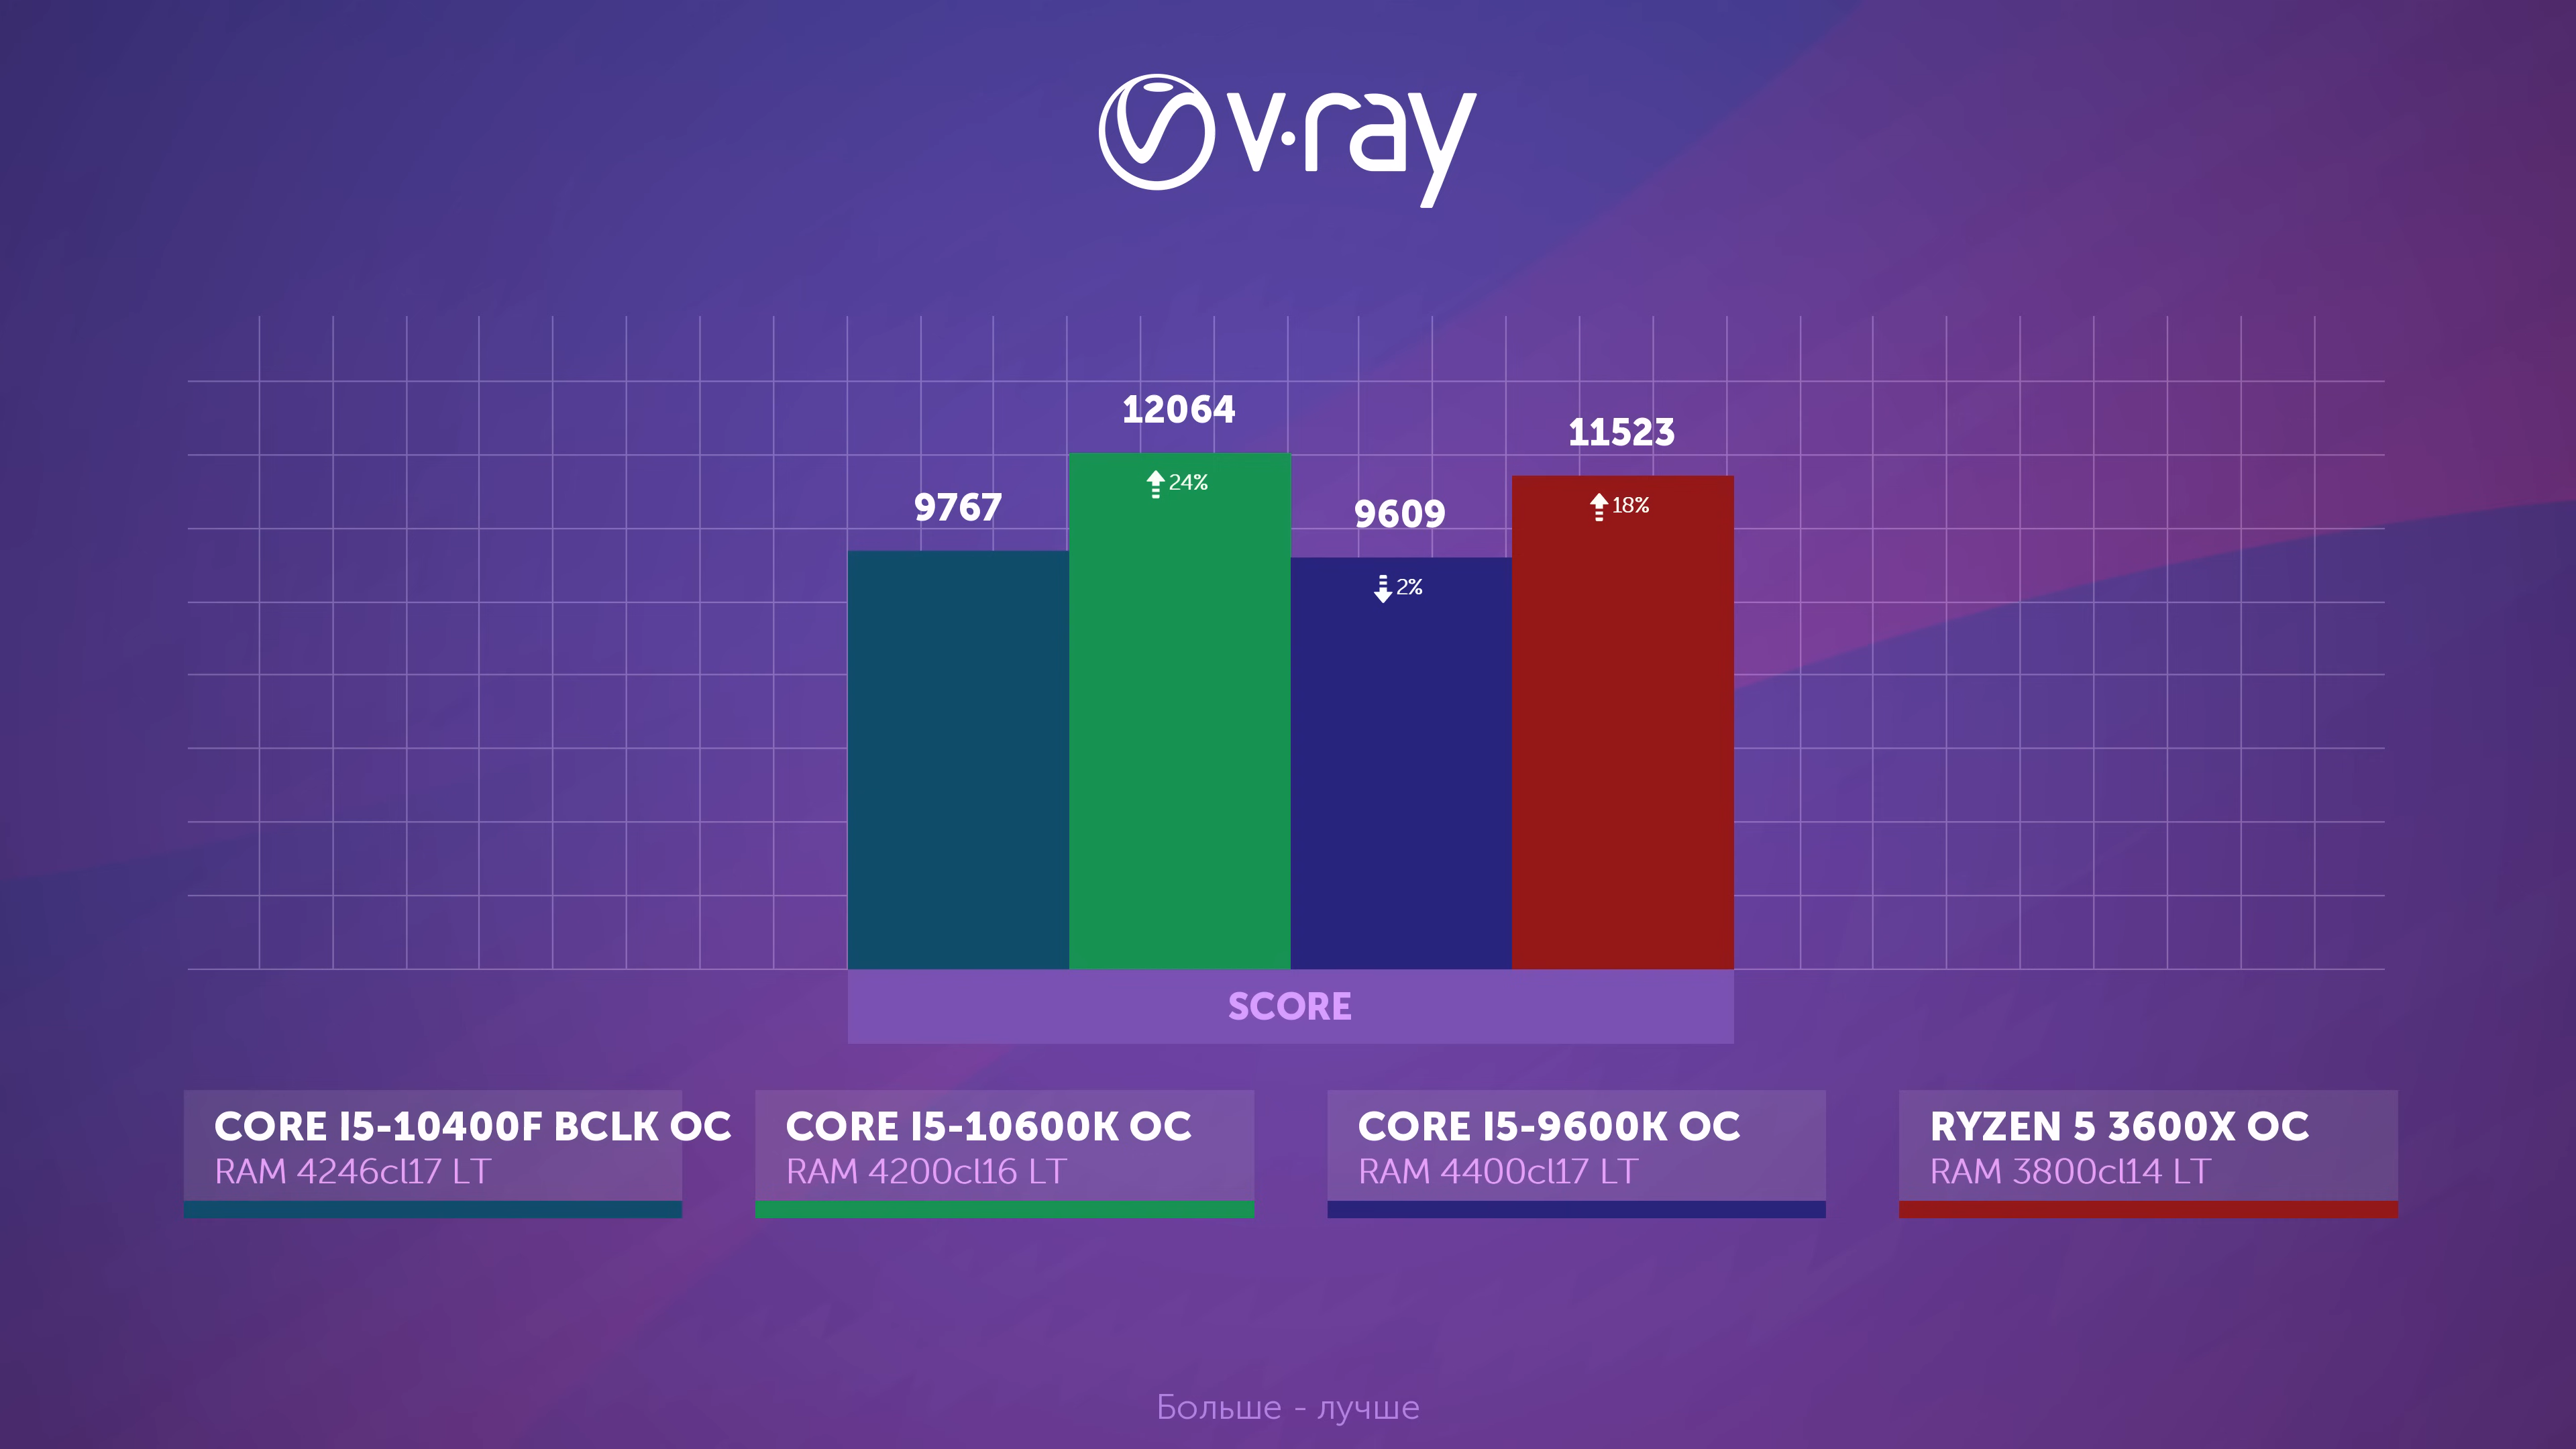 v.ray
12064
11523
24%
9767
18%
9609
2%
SCORE
CORE I5-10400F BCLK OC
RAM 4246cl17 LT
CORE I5-10600K OC
RAM 4200cl16 LT
CORE I5-9600K OC
RAM 4400cl17 LT
RYZEN 5 3600X OC
RAM 3800cl14 LT
Больше - лучше